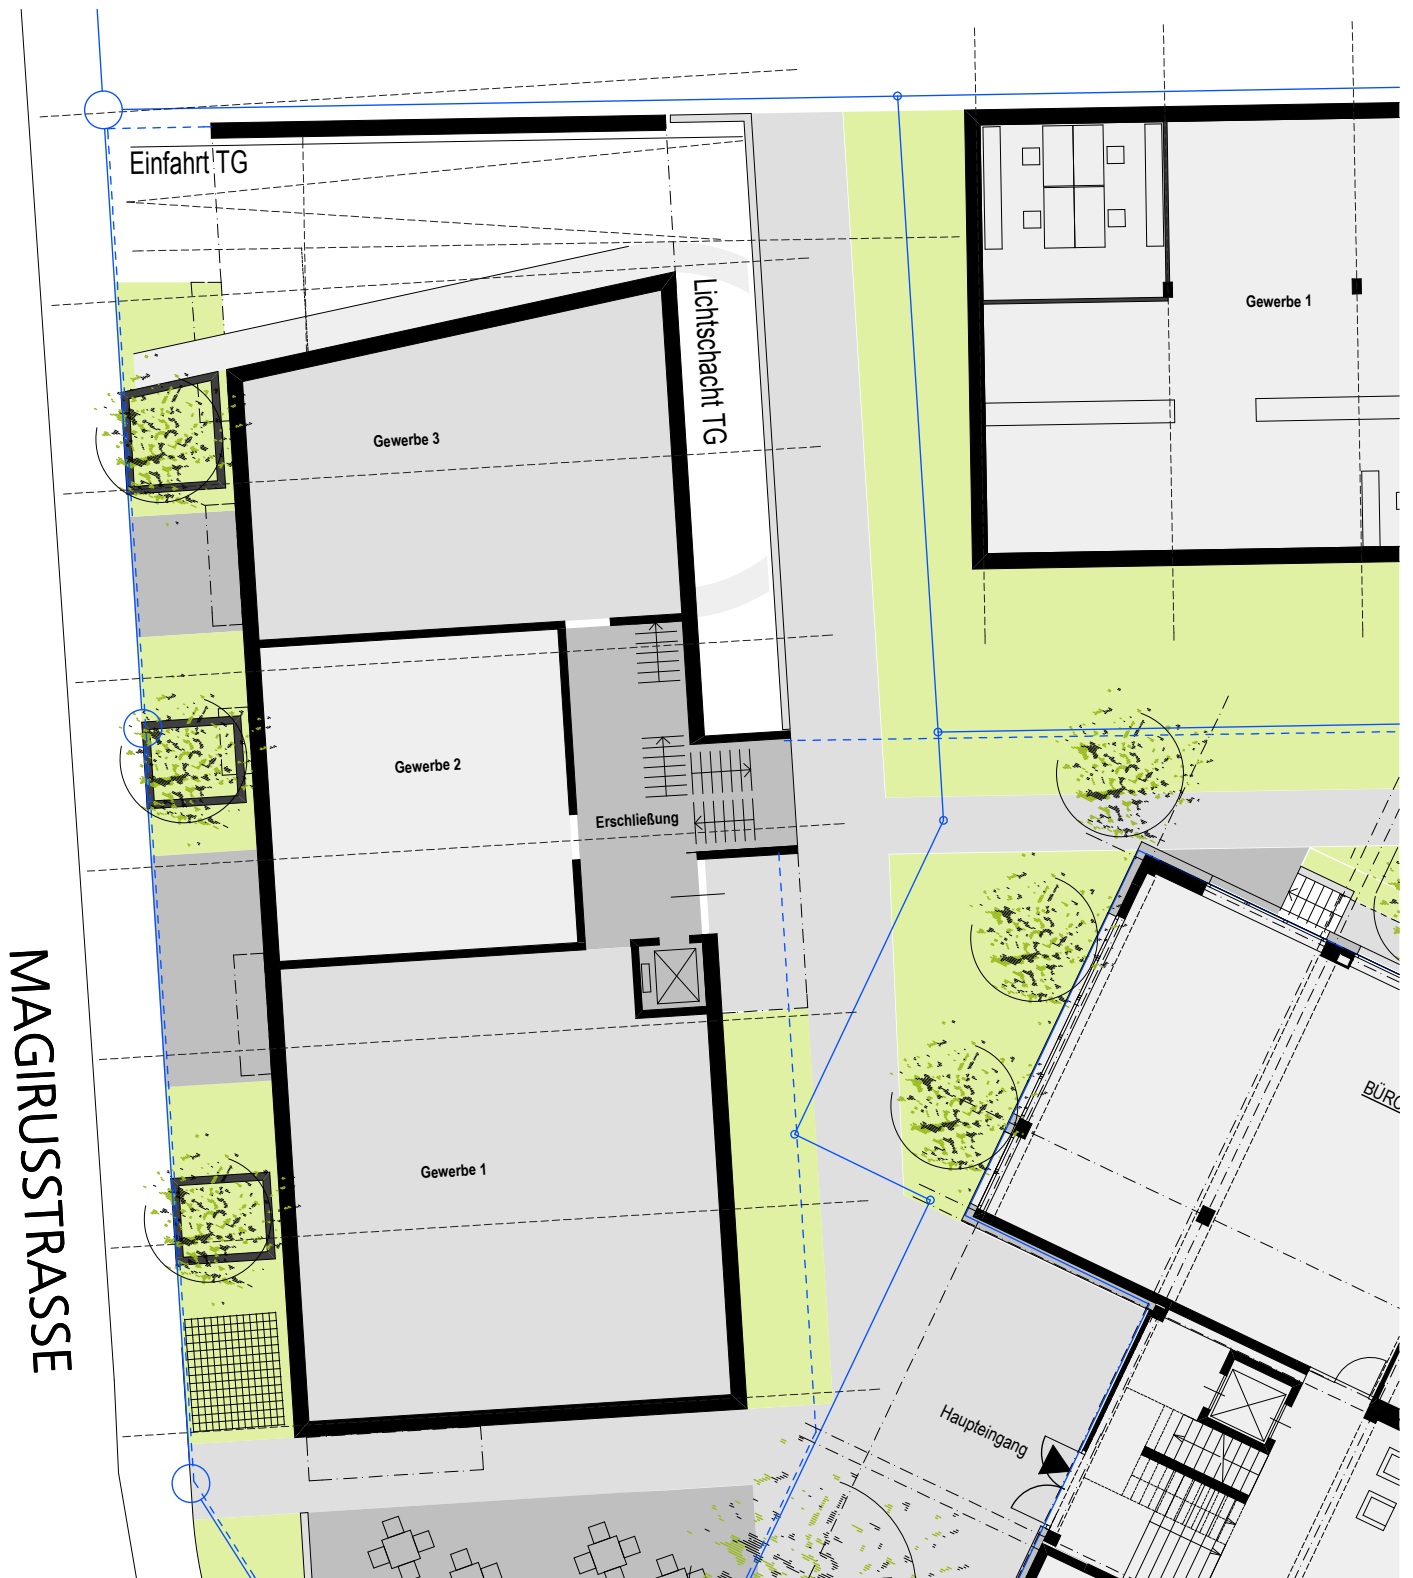 Einfahrt TG
Lichtschacht TG
Gewerbe 1
Gewerbe 3
Gewerbe 2
Erschließung
MAGIRUSSTRASSE
Gewerbe 1
Haupteingang